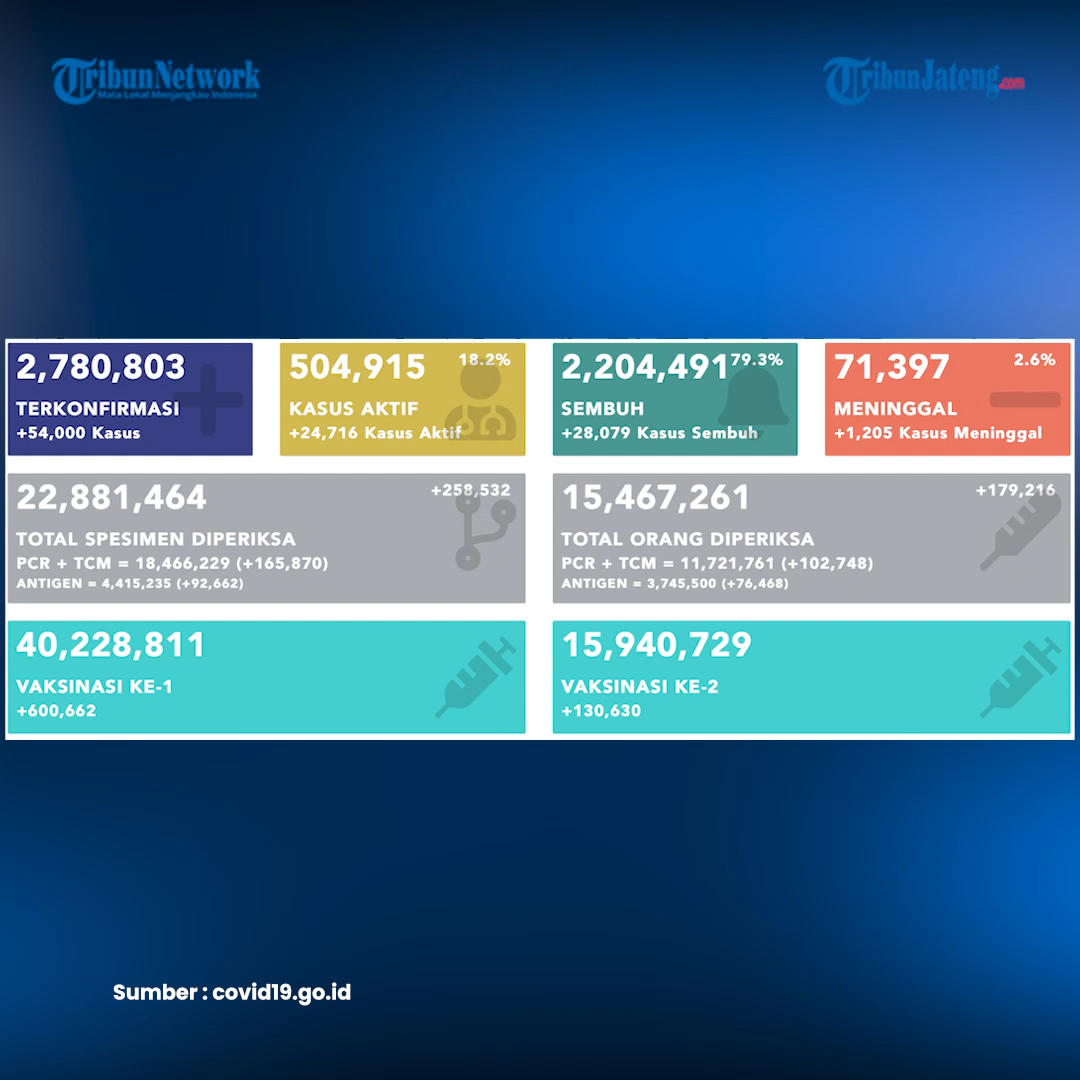 TribunNetwork
Mata Lokal Menjangkau Indonesia
TribunJateng.com
2,780,803
TERKONFIRMASI
+54,000 Kasus
504,915 18.2%
KASUS AKTIF
+24,716 Kasus Aktif
2,204,491 79.3%
SEMBUH
+28,079 Kasus Sembuh
71,397 2.6%
MENINGGAL
+1,205 Kasus Meninggal
22,881,464 +258,532
TOTAL SPESIMEN DIPERIKSA
PCR + TCM = 18,466,229 (+165,870)
ANTIGEN = 4,415,235 (+92,662)
15,467,261 +179,216
TOTAL ORANG DIPERIKSA
PCR + TCM = 11,721,761 (+102,748)
ANTIGEN = 3,745,500 (+76,468)
40,228,811
VAKSINASI KE-1
+600,662
15,940,729
VAKSINASI KE-2
+130,630
Sumber : covid19.go.id